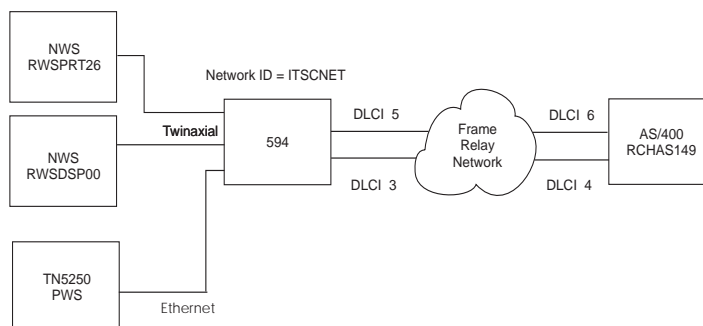 NWS
RWSPRT26
Network ID = ITSCNET
Twinaxial
594
DLCI 5
DLCI 3
Frame
Relay
Network
DLCI 6
DLCI 4
AS/400
RCHAS149
NWS
RWSDSP00
TN5250
PWS
Ethernet